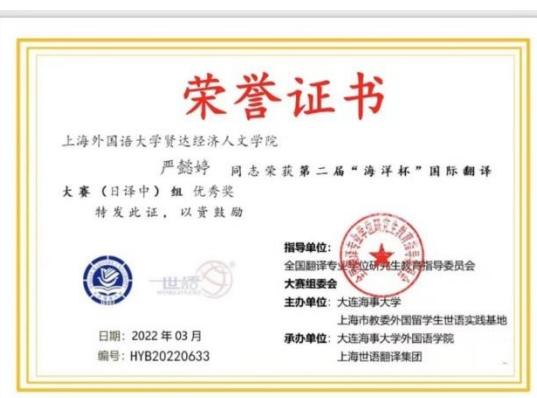 荣誉证书
上海外国语大学贤达经济人文学院
严懿婷 同志荣获第二届“海洋杯”国际翻译
大赛（日译中）组 优秀奖
特发此证，以资鼓励
指导单位：
全国翻译专业学位研究生教育指导委员会
大赛组委会
主办单位：大连海事大学
上海市教委外国留学生世语实践基地
承办单位：大连海事大学外国语学院
上海世语翻译集团
世语
日期：2022 年 03 月
编号：HYB20220633